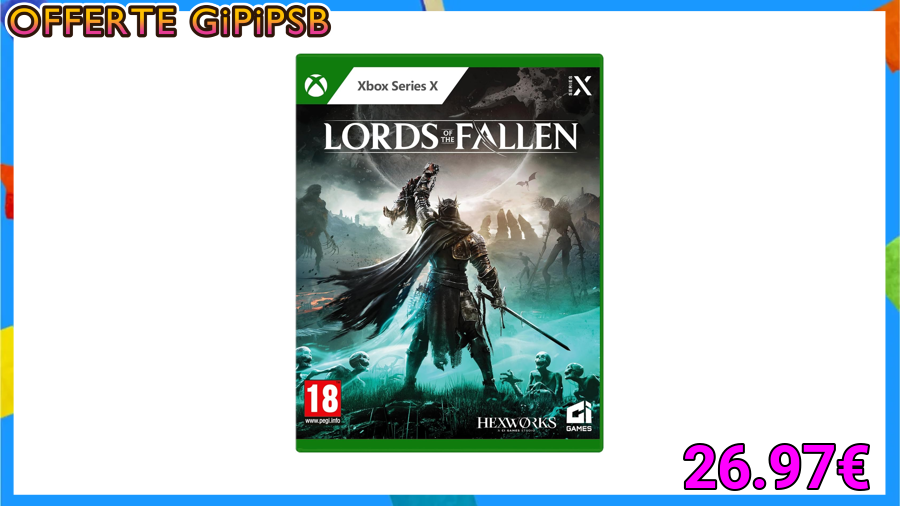 OFFERTE GiPiPSB
Xbox Series X
SERIES X
LORDS OF THE FALLEN
18
www.pegi.info
HEXWORKS
A CI GAMES STUDIO
CI
GAMES
26.97€